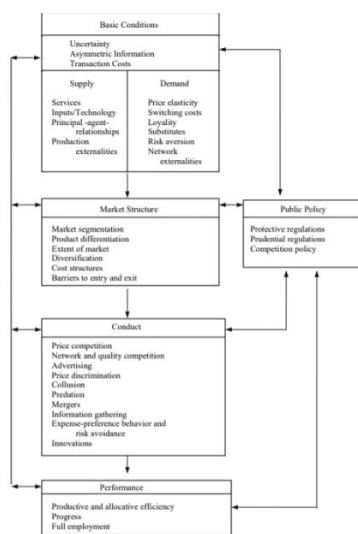 Basic Conditions
Uncertainty
Asymmetric Information
Transaction Costs
Supply
Services
Inputs/Technology
Principal -agent-
relationships
Production
externalities
Demand
Price elasticity
Switching costs
Loyality
Substitutes
Risk aversion
Network
externalities
Market Structure
Market segmentation
Product differentiation
Extent of market
Diversification
Cost structures
Barriers to entry and exit
Public Policy
Protective regulations
Prudential regulations
Competition policy
Conduct
Price competition
Network and quality competition
Advertising
Price discrimination
Collusion
Predation
Mergers
Information gathering
Expense-preference behavior and
risk avoidance
Innovations
Performance
Productive and allocative efficiency
Progress
Full employment